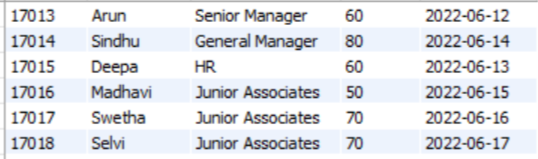 17013 Arun Senior Manager 60 2022-06-12
17014 Sindhu General Manager 80 2022-06-14
17015 Deepa HR 60 2022-06-13
17016 Madhavi Junior Associates 50 2022-06-15
17017 Swetha Junior Associates 70 2022-06-16
17018 Selvi Junior Associates 70 2022-06-17